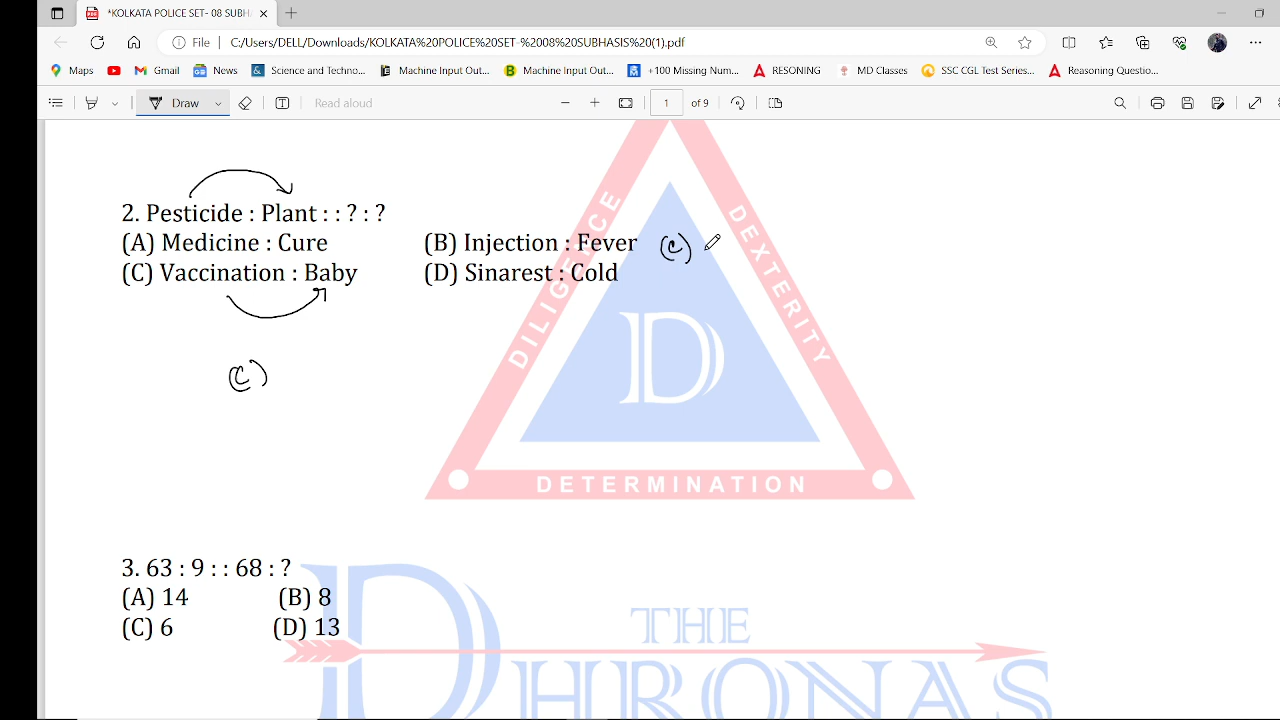 *KOLKATA POLICE SET- 08 SUBH
File C:/Users/DELL/Downloads/KOLKATA%20POLICE%20SET-%2008%20SUBHASIS%20(1).pdf
Maps Gmail News Science and Techno... Machine Input Out... Machine Input Out... +100 Missing Num... RESONING MD Classes SSC CGL Test Series... Reasoning Questio...
Draw Read aloud 1 of 9
2. Pesticide : Plant : : ? : ?
(A) Medicine : Cure (B) Injection : Fever (C)
(C) Vaccination : Baby (D) Sinarest : Cold
(C)
DILIGENCE
DEXTERITY
D
DETERMINATION
3. 63 : 9 : : 68 : ?
(A) 14 (B) 8
(C) 6 (D) 13
THE
DHRONAS